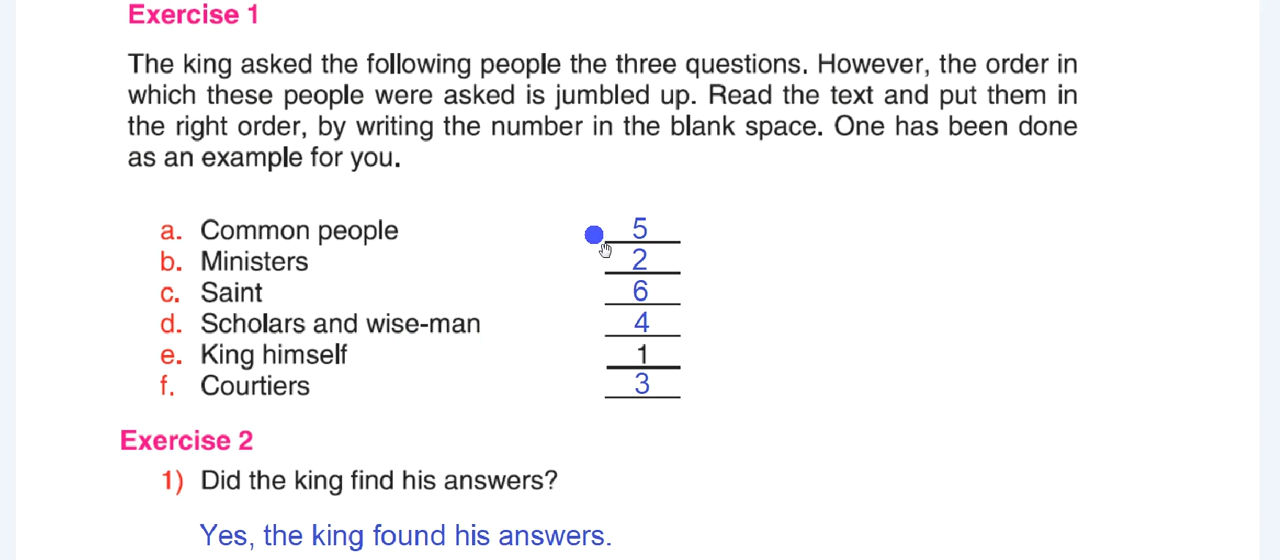 Exercise 1
The king asked the following people the three questions. However, the order in
which these people were asked is jumbled up. Read the text and put them in
the right order, by writing the number in the blank space. One has been done
as an example for you.
a. Common people 5
b. Ministers 2
c. Saint 6
d. Scholars and wise-man 4
e. King himself 1
f. Courtiers 3
Exercise 2
1) Did the king find his answers?
Yes, the king found his answers.